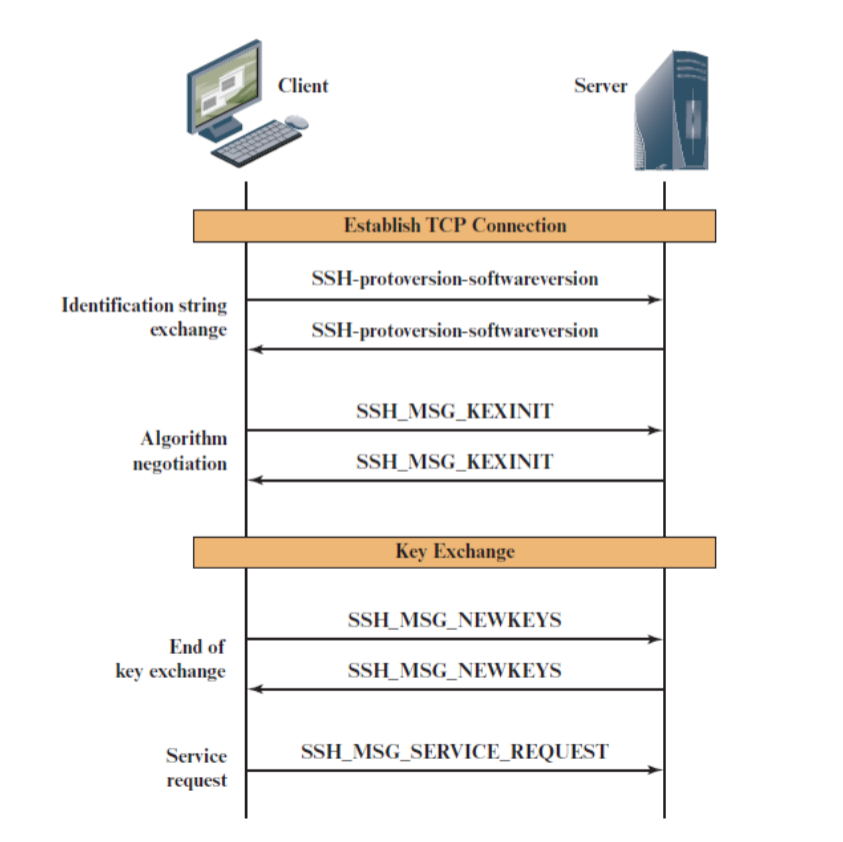 Client
Server
Establish TCP Connection
SSH-protoversion-softwareversion
Identification string
exchange
SSH-protoversion-softwareversion
SSH_MSG_KEXINIT
Algorithm
negotiation
SSH_MSG_KEXINIT
Key Exchange
SSH_MSG_NEWKEYS
End of
key exchange
SSH_MSG_NEWKEYS
SSH_MSG_SERVICE_REQUEST
Service
request